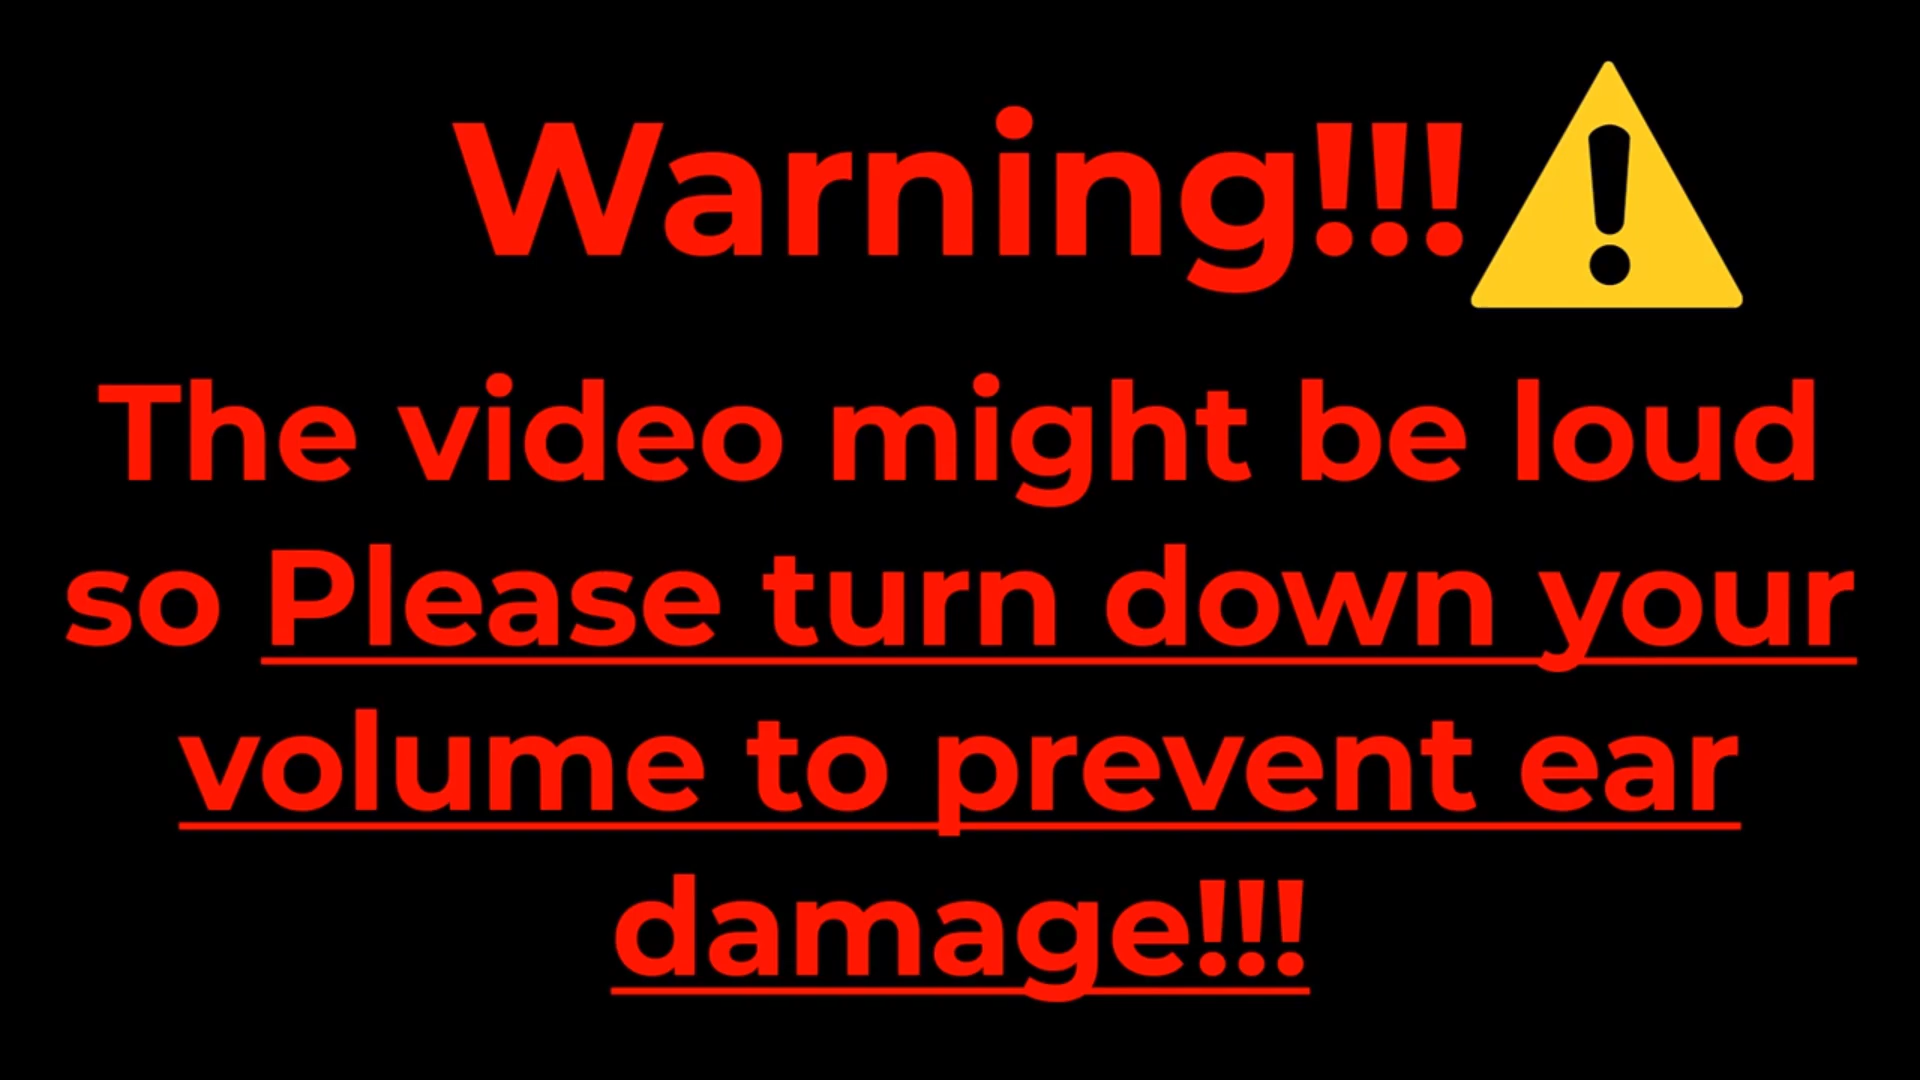 Warning!!!⚠️
The video might be loud
so Please turn down your
volume to prevent ear
damage!!!